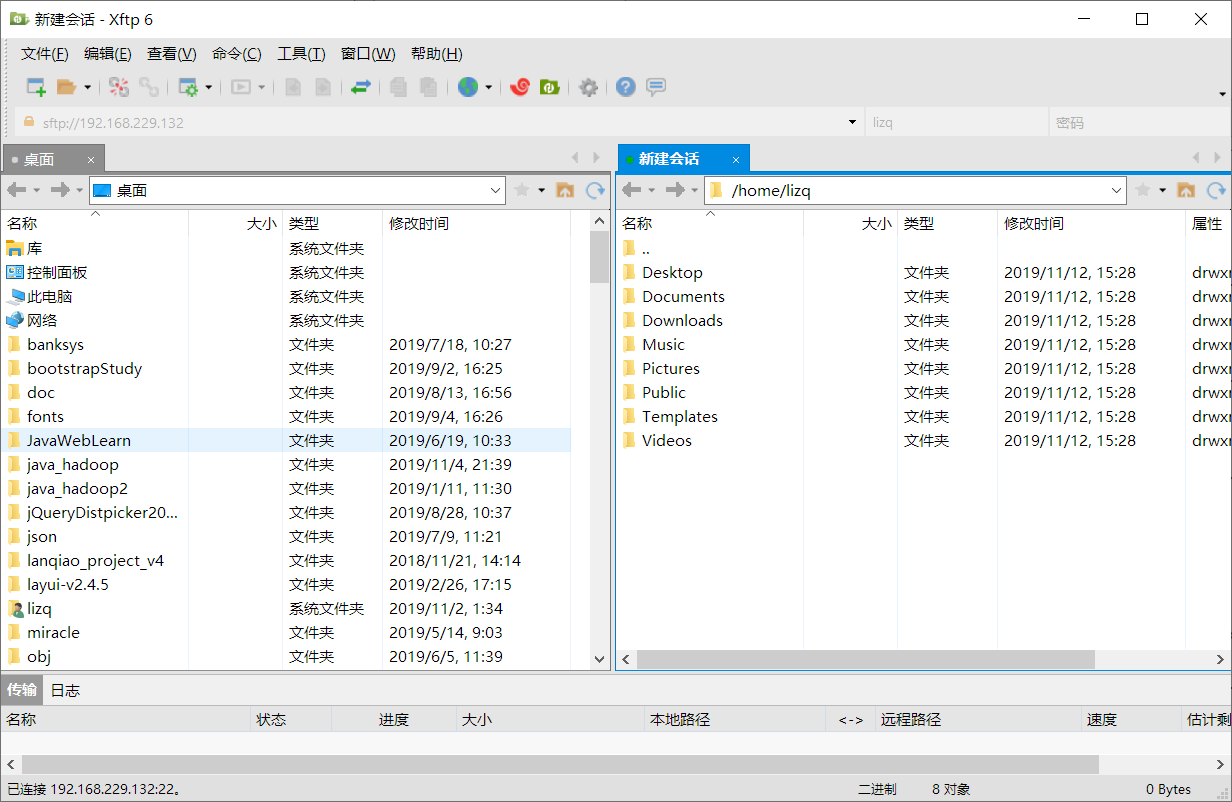 新建会话 - Xftp 6
文件(F) 编辑(E) 查看(V) 命令(C) 工具(T) 窗口(W) 帮助(H)
sftp://192.168.229.132 lizq 密码
桌面 × 新建会话 ×
桌面 /home/lizq
名称 大小 类型 修改时间
库 系统文件夹
控制面板 系统文件夹
此电脑 系统文件夹
网络 系统文件夹
banksys 文件夹 2019/7/18, 10:27
bootstrapStudy 文件夹 2019/9/2, 16:25
doc 文件夹 2019/8/13, 16:56
fonts 文件夹 2019/9/4, 16:26
JavaWebLearn 文件夹 2019/6/19, 10:33
java_hadoop 文件夹 2019/11/4, 21:39
java_hadoop2 文件夹 2019/1/11, 11:30
jQueryDistpicker20... 文件夹 2019/8/28, 10:37
json 文件夹 2019/7/9, 11:21
lanqiao_project_v4 文件夹 2018/11/21, 14:14
layui-v2.4.5 文件夹 2019/2/26, 17:15
lizq 系统文件夹 2019/11/2, 1:34
miracle 文件夹 2019/5/14, 9:03
obj 文件夹 2019/6/5, 11:39
名称 大小 类型 修改时间 属性
..
Desktop 文件夹 2019/11/12, 15:28 drwx
Documents 文件夹 2019/11/12, 15:28 drwx
Downloads 文件夹 2019/11/12, 15:28 drwx
Music 文件夹 2019/11/12, 15:28 drwx
Pictures 文件夹 2019/11/12, 15:28 drwx
Public 文件夹 2019/11/12, 15:28 drwx
Templates 文件夹 2019/11/12, 15:28 drwx
Videos 文件夹 2019/11/12, 15:28 drwx
传输 日志
名称 状态 进度 大小 本地路径 <-> 远程路径 速度 估计剩
已连接 192.168.229.132:22。 二进制 8 对象 0 Bytes